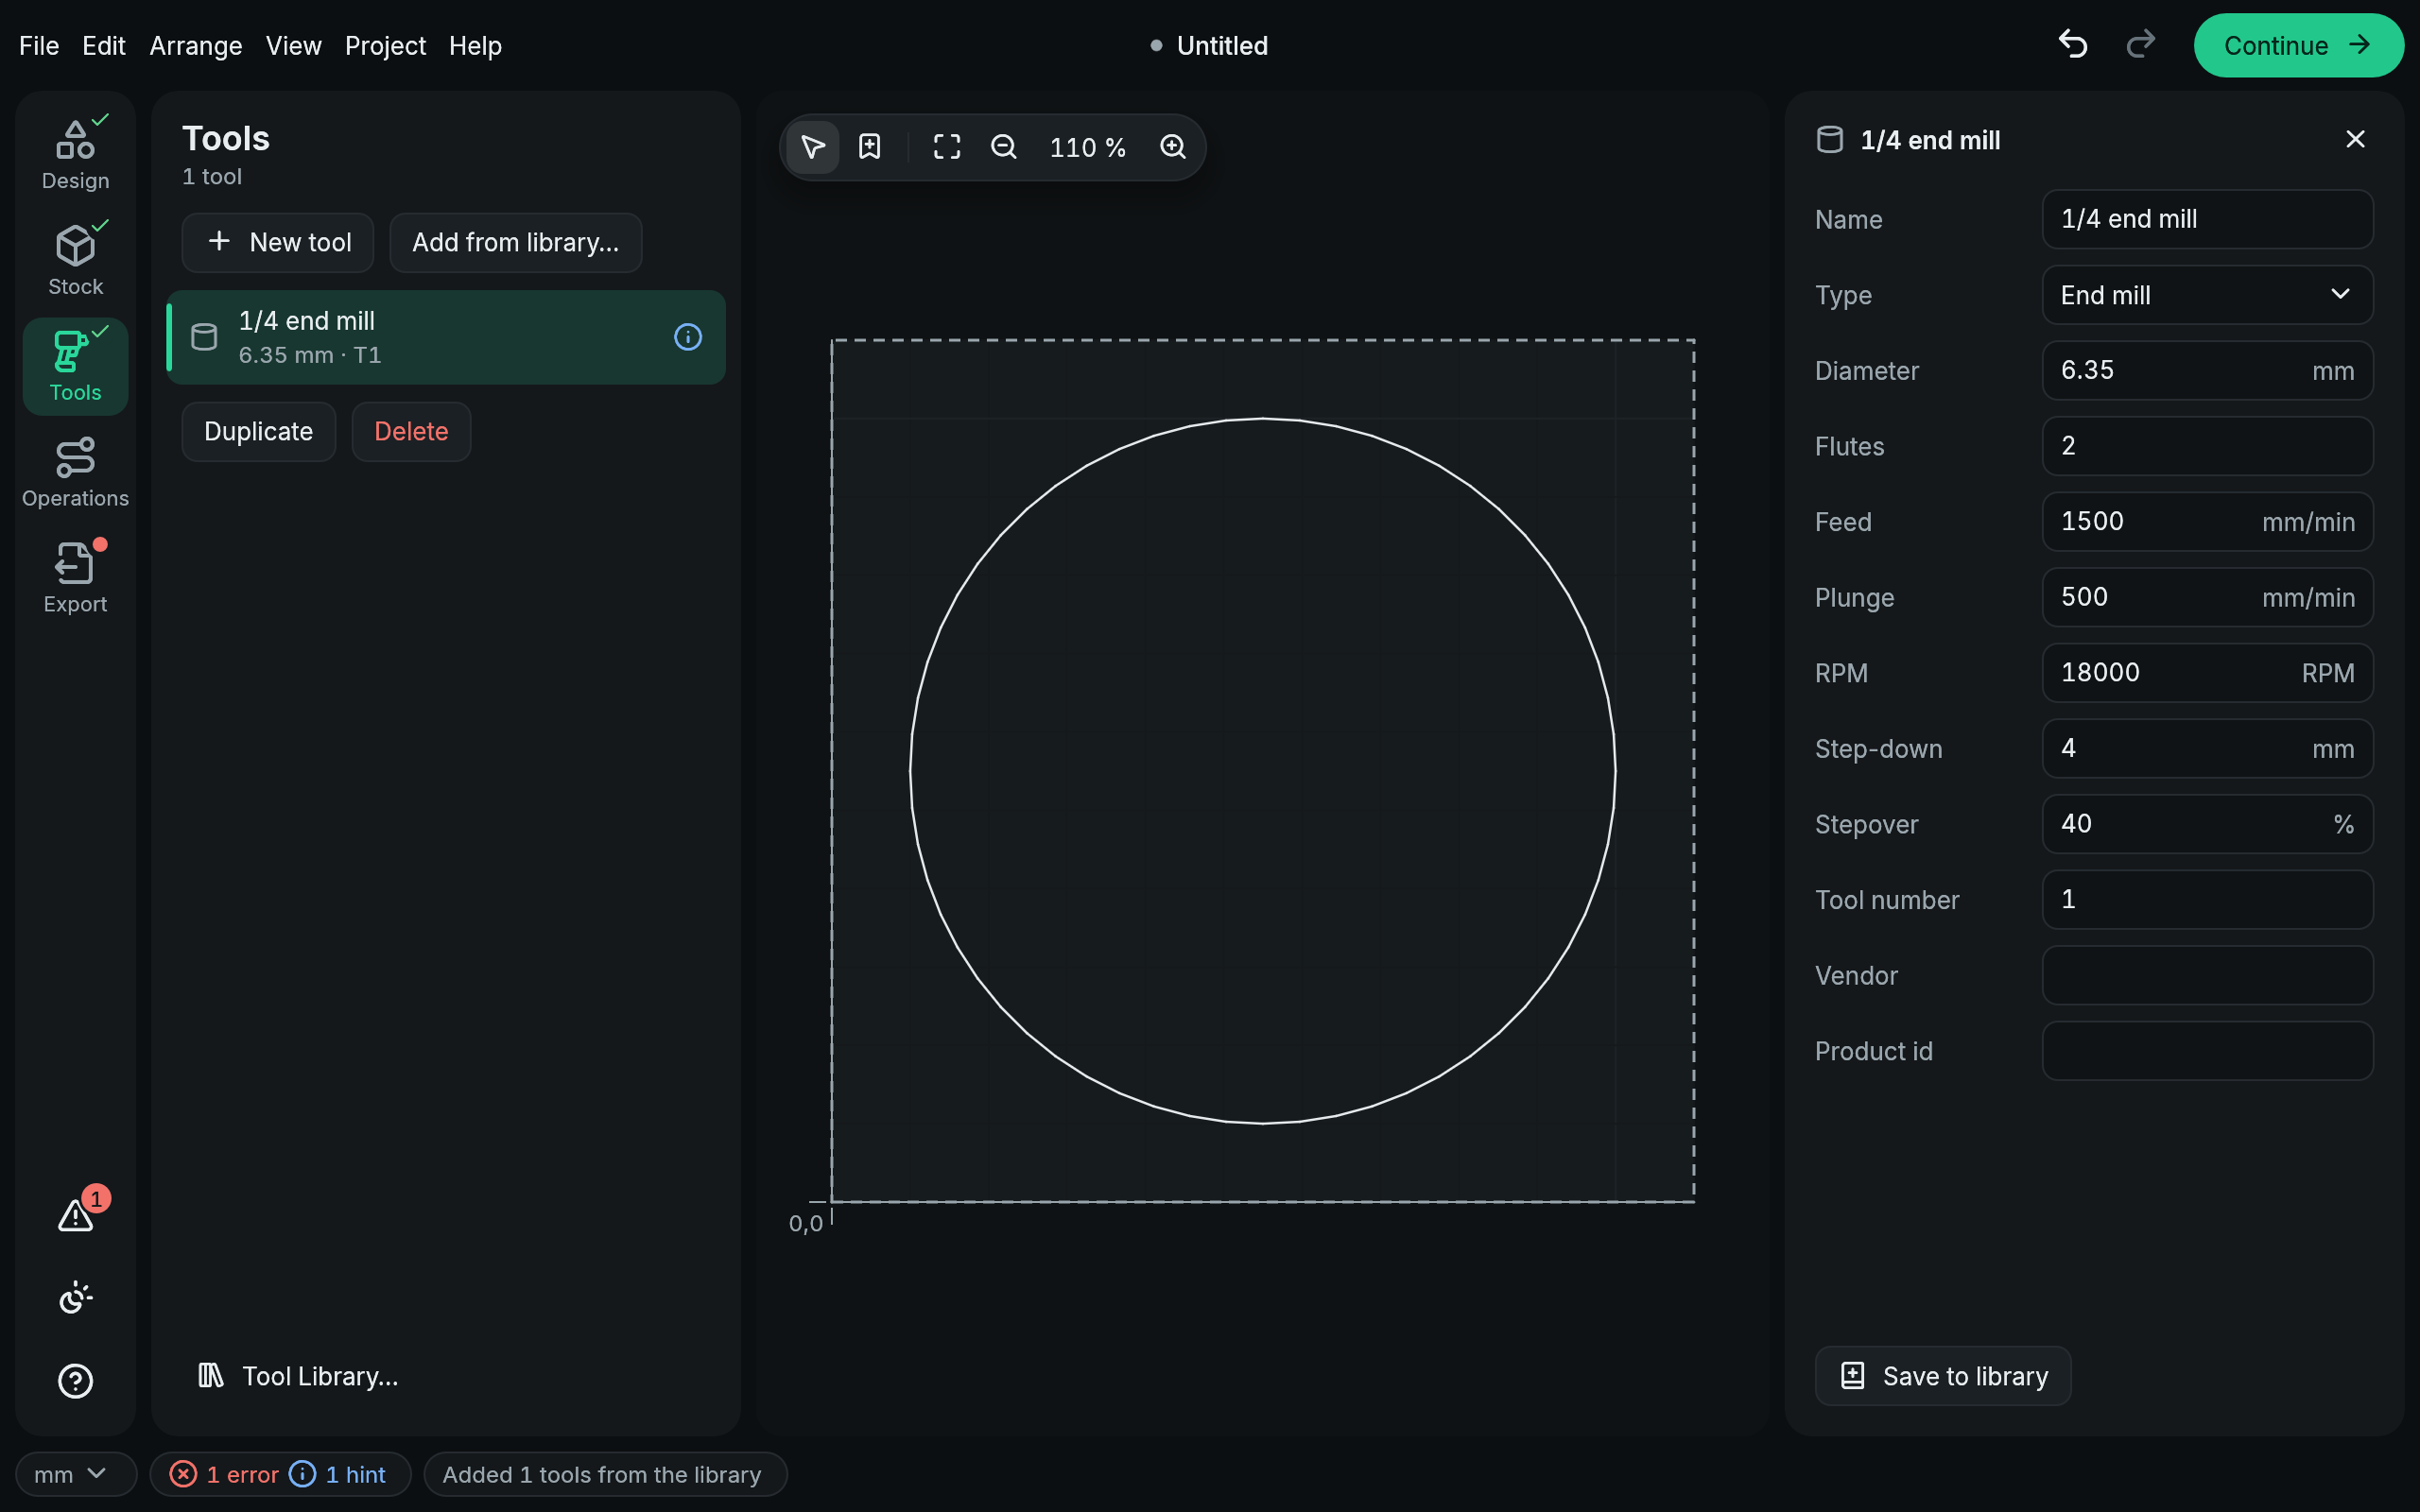 File Edit Arrange View Project Help
Untitled
Continue
Design
Stock
Tools
Operations
Export
1
Tools
1 tool
New tool
Add from library...
1/4 end mill
6.35 mm · T1
Duplicate
Delete
Tool Library...
110 %
0,0
1/4 end mill
Name 1/4 end mill
Type End mill
Diameter 6.35 mm
Flutes 2
Feed 1500 mm/min
Plunge 500 mm/min
RPM 18000 RPM
Step-down 4 mm
Stepover 40 %
Tool number 1
Vendor
Product id
Save to library
mm
1 error 1 hint
Added 1 tools from the library